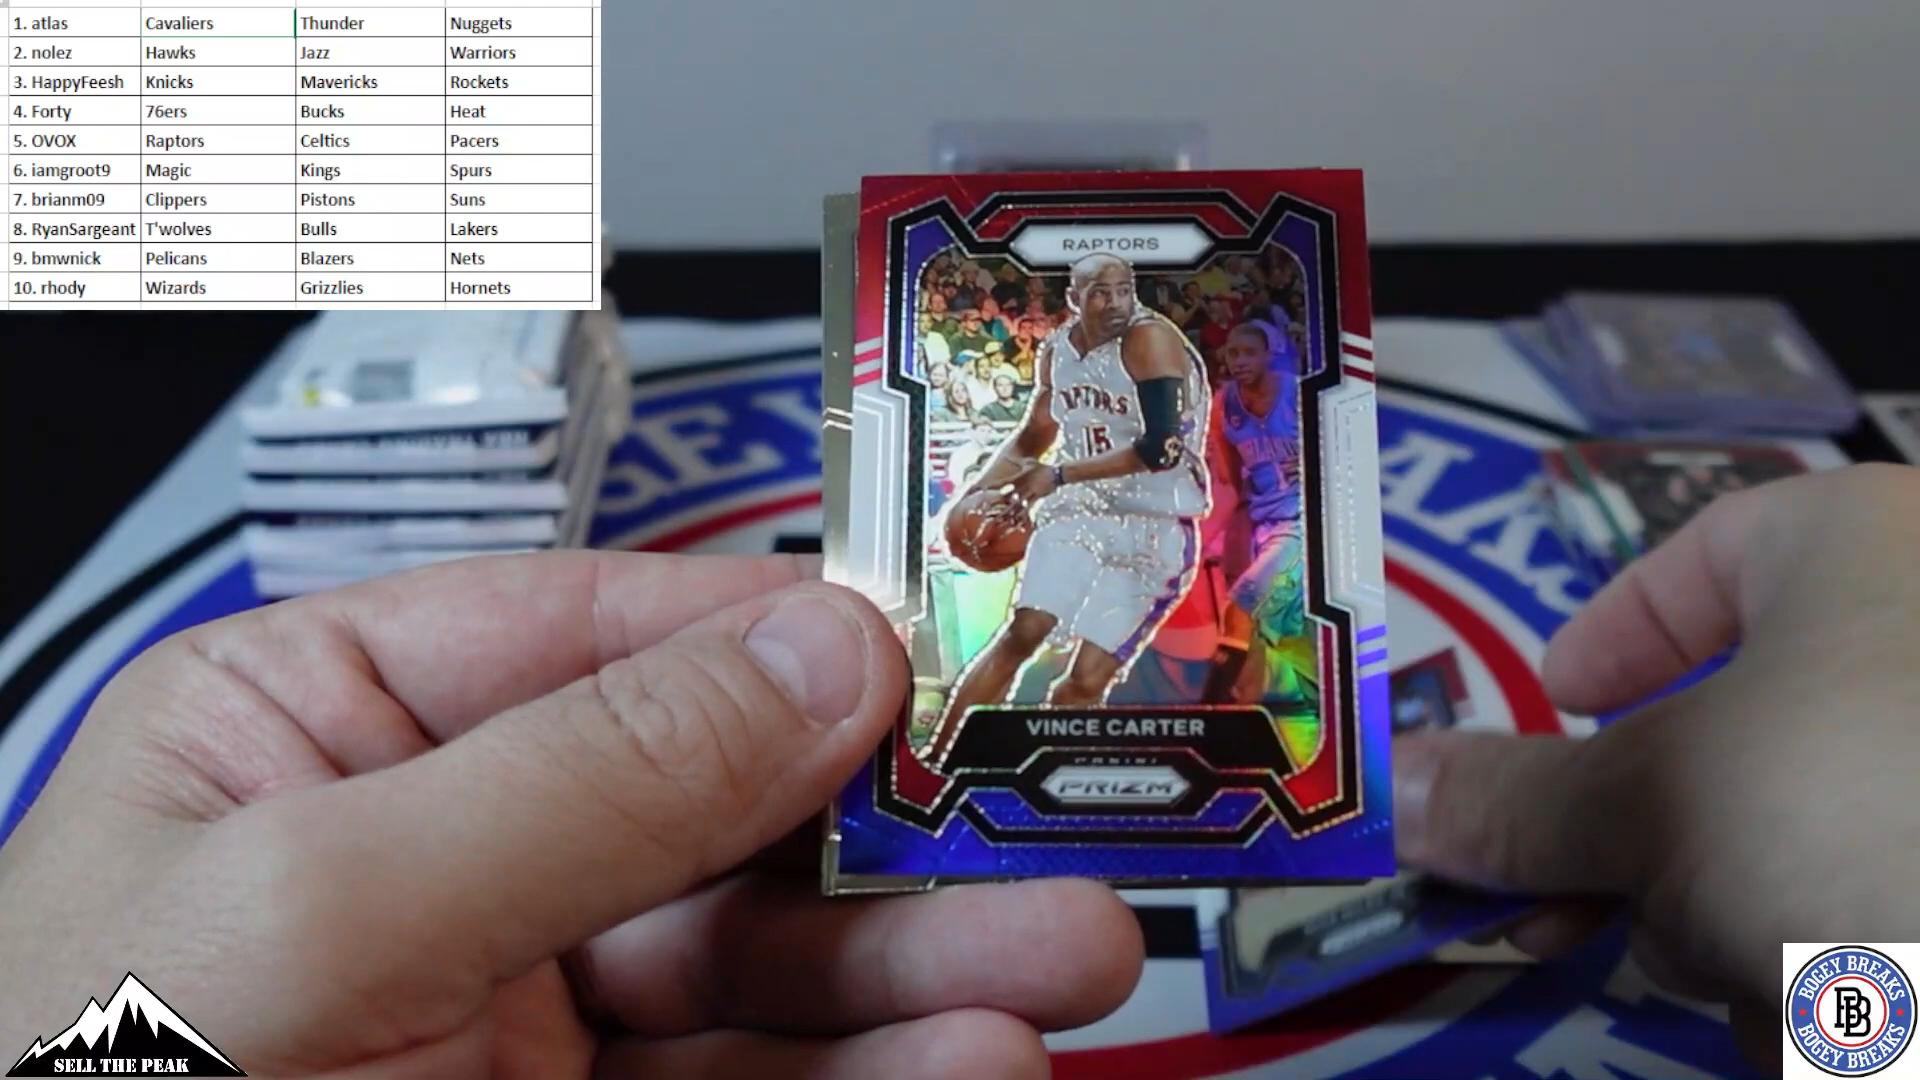 1. atlas Cavaliers Thunder Nuggets
2. nolez Hawks Jazz Warriors
3. HappyFeesh Knicks Mavericks Rockets
4. Forty 76ers Bucks Heat
5. OVOX Raptors Celtics Pacers
6. iamgroot9 Magic Kings Spurs
7. brianm09 Clippers Pistons Suns
8. RyanSargeant T'wolves Bulls Lakers
9. bmwnick Pelicans Blazers Nets
10. rhody Wizards Grizzlies Hornets
RAPTORS
15
VINCE CARTER
PANINI
PRIZM
SELL THE PEAK
BOGEY BREAKS
BB
BOGEY BREAKS